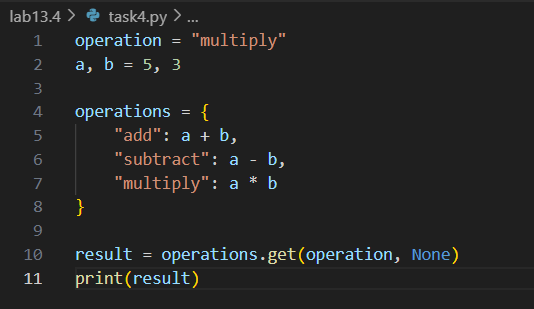 lab13.4 > task4.py > ...
1 operation = "multiply"
2 a, b = 5, 3
3
4 operations = {
5     "add": a + b,
6     "subtract": a - b,
7     "multiply": a * b
8 }
9
10 result = operations.get(operation, None)
11 print(result)